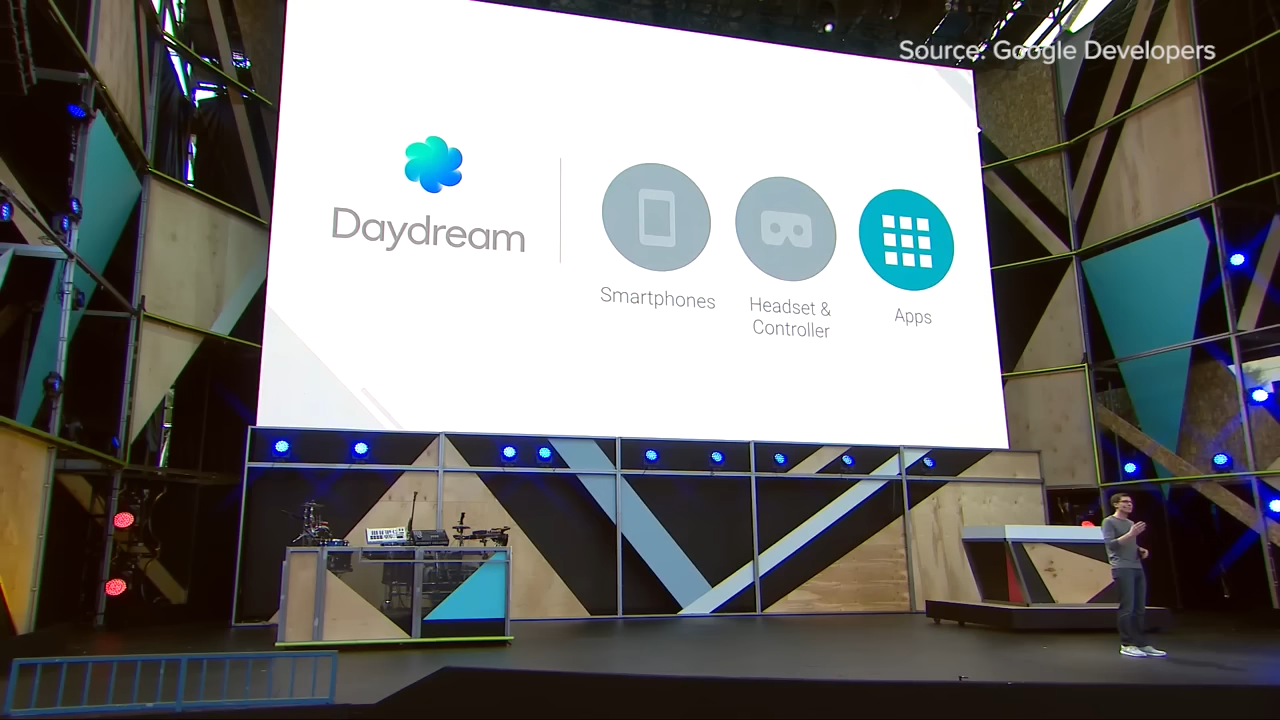 Source: Google Developers
Daydream
Smartphones
Headset &
Controller
Apps